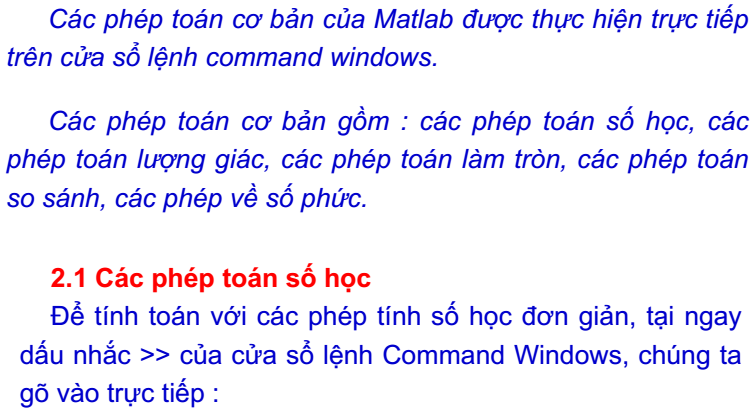 Các phép toán cơ bản của Matlab được thực hiện trực tiếp
trên cửa sổ lệnh command windows.
Các phép toán cơ bản gồm : các phép toán số học, các
phép toán lượng giác, các phép toán làm tròn, các phép toán
so sánh, các phép về số phức.
2.1 Các phép toán số học
Để tính toán với các phép tính số học đơn giản, tại ngay
dấu nhắc >> của cửa sổ lệnh Command Windows, chúng ta
gõ vào trực tiếp :